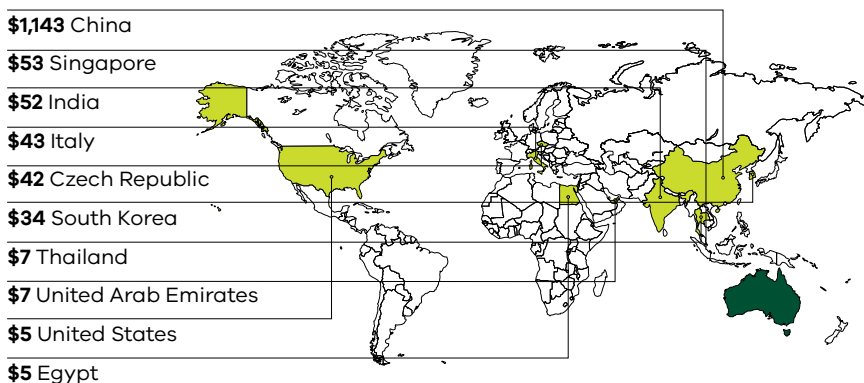 $1,143 China
$53 Singapore
$52 India
$43 Italy
$42 Czech Republic
$34 South Korea
$7 Thailand
$7 United Arab Emirates
$5 United States
$5 Egypt